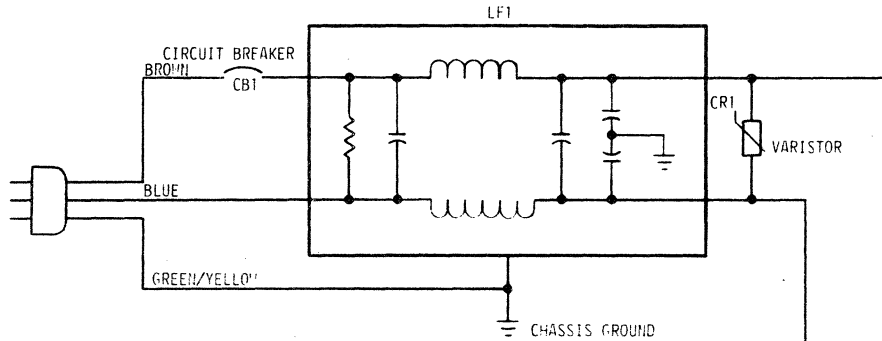 LF1
CIRCUIT BREAKER
BROWN
CB1
CR1
VARISTOR
BLUE
GREEN/YELLOW
CHASSIS GROUND